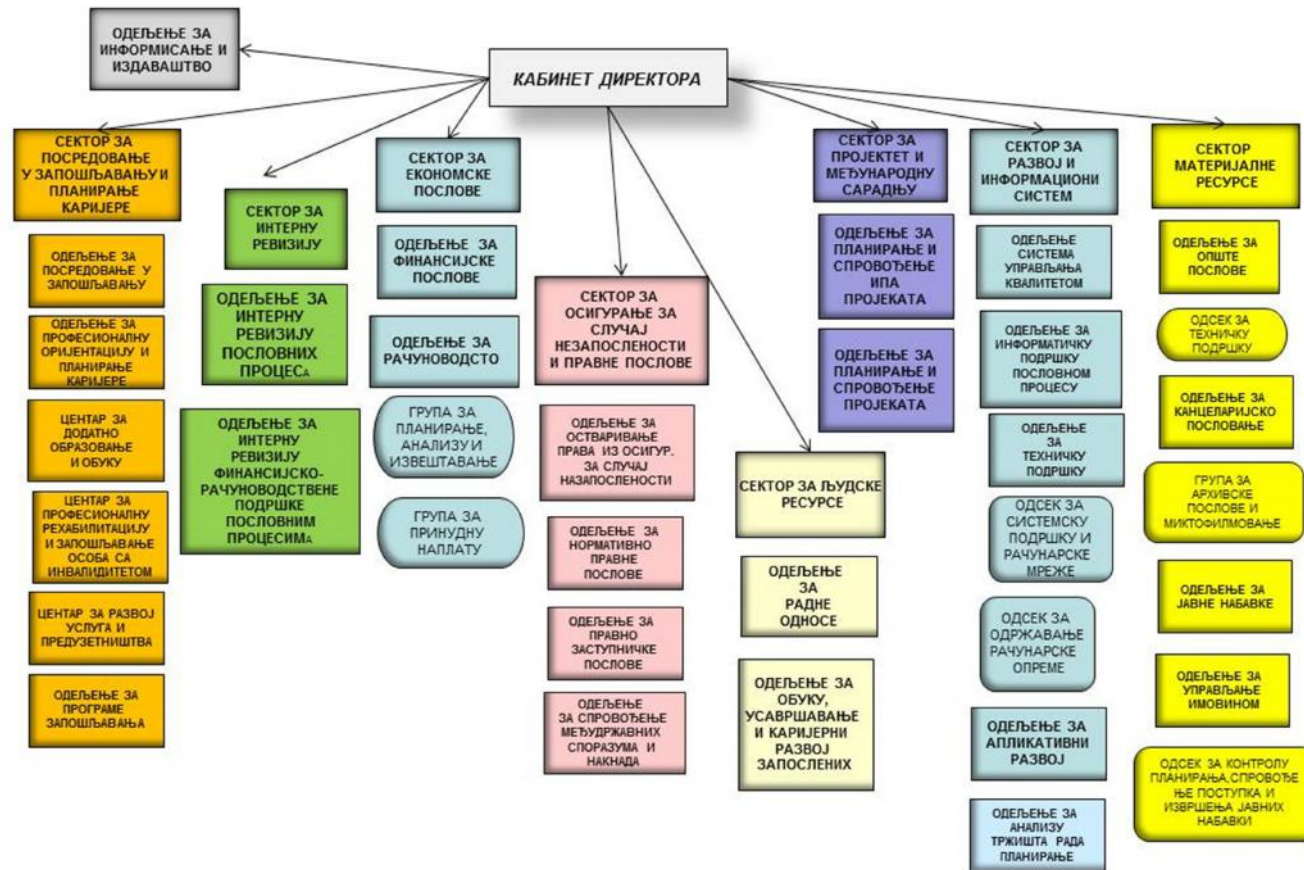 ОДЕЉЕЊЕ ЗА
ИНФОРМИСАЊЕ И
ИЗДАВАШТВО
КАБИНЕТ ДИРЕКТОРА
СЕКТОР ЗА
ПОСРЕДОВАЊЕ
У ЗАПОШЉАВАЊУ И
ПЛАНИРАЊЕ
КАРИЈЕРЕ
ОДЕЉЕЊЕ ЗА
ПОСРЕДОВАЊЕ У
ЗАПОШЉАВАЊУ
ОДЕЉЕЊЕ ЗА
ПРОФЕСИОНАЛНУ
ОРИЈЕНТАЦИЈУ И
ПЛАНИРАЊЕ
КАРИЈЕРЕ
ЦЕНТАР ЗА
ДОДАТНО
ОБРАЗОВАЊЕ
И ОБУКУ
ЦЕНТАР ЗА
ПРОФЕСИОНАЛНУ
РЕХАБИЛИТАЦИЈУ
И ЗАПОШЉАВАЊЕ
ОСОБА СА
ИНВАЛИДИТЕТОМ
ЦЕНТАР ЗА РАЗВОЈ
УСЛУГА И
ПРЕДУЗЕТНИШТВА
ОДЕЉЕЊЕ ЗА
ПРОГРАМЕ
ЗАПОШЉАВАЊА
СЕКТОР ЗА
ИНТЕРНУ
РЕВИЗИЈУ
ОДЕЉЕЊЕ ЗА
ИНТЕРНУ
РЕВИЗИЈУ
ПОСЛОВНИХ
ПРОЦЕСА
ОДЕЉЕЊЕ ЗА
ИНТЕРНУ
РЕВИЗИЈУ
ФИНАНСИЈСКО-
РАЧУНОВОДСТВЕНЕ
ПОДРШКЕ
ПОСЛОВНИМ
ПРОЦЕСИМА
СЕКТОР ЗА
ЕКОНОМСКЕ
ПОСЛОВЕ
ОДЕЉЕЊЕ ЗА
ФИНАНСИЈСКЕ
ПОСЛОВЕ
ОДЕЉЕЊЕ ЗА
РАЧУНОВОДСТО
ГРУПА ЗА
ПЛАНИРАЊЕ,
АНАЛИЗУ И
ИЗВЕШТАВАЊЕ
ГРУПА ЗА
ПРИНУДНУ
НАПЛАТУ
СЕКТОР ЗА
ОСИГУРАЊЕ ЗА
СЛУЧАЈ
НЕЗАПОСЛЕНОСТИ
И ПРАВНЕ ПОСЛОВЕ
ОДЕЉЕЊЕ ЗА
ОСТВАРИВАЊЕ
ПРАВА ИЗ ОСИГУР.
ЗА СЛУЧАЈ
НАЗАПОСЛЕНОСТИ
ОДЕЉЕЊЕ ЗА
НОРМАТИВНО
ПРАВНЕ
ПОСЛОВЕ
ОДЕЉЕЊЕ ЗА
ПРАВНО
ЗАСТУПНИЧКЕ
ПОСЛОВЕ
ОДЕЉЕЊЕ
ЗА СПРОВОЂЕЊЕ
МЕЂУДРЖАВНИХ
СПОРАЗУМА И
НАКНАДА
СЕКТОР ЗА ЉУДСКЕ
РЕСУРСЕ
ОДЕЉЕЊЕ
ЗА
РАДНЕ
ОДНОСЕ
ОДЕЉЕЊЕ ЗА
ОБУКУ,
УСАВРШАВАЊЕ
И КАРИЈЕРНИ
РАЗВОЈ
ЗАПОСЛЕНИХ
СЕКТОР ЗА
ПРОЈЕКТЕТ И
МЕЂУНАРОДНУ
САРАДЊУ
ОДЕЉЕЊЕ ЗА
ПЛАНИРАЊЕ И
СПРОВОЂЕЊЕ
ИПА
ПРОЈЕКАТА
ОДЕЉЕЊЕ ЗА
ПЛАНИРАЊЕ И
СПРОВОЂЕЊЕ
ПРОЈЕКАТА
СЕКТОР ЗА
РАЗВОЈ И
ИНФОРМАЦИОНИ
СИСТЕМ
ОДЕЉЕЊЕ
СИСТЕМА
УПРАВЉАЊА
КВАЛИТЕТОМ
ОДЕЉЕЊЕ ЗА
ИНФОРМАТИЧКУ
ПОДРШКУ
ПОСЛОВНОМ
ПРОЦЕСУ
ОДЕЉЕЊЕ
ЗА
ТЕХНИЧКУ
ПОДРШКУ
ОДСЕК ЗА
СИСТЕМСКУ
ПОДРШКУ И
РАЧУНАРСКЕ
МРЕЖЕ
ОДСЕК ЗА
ОДРЖАВАЊЕ
РАЧУНАРСКЕ
ОПРЕМЕ
ОДЕЉЕЊЕ ЗА
АПЛИКАТИВНИ
РАЗВОЈ
ОДЕЉЕЊЕ ЗА
АНАЛИЗУ
ТРЖИШТА РАДА
ПЛАНИРАЊЕ
СЕКТОР
МАТЕРИЈАЛНЕ
РЕСУРСЕ
ОДЕЉЕЊЕ ЗА
ОПШТЕ
ПОСЛОВЕ
ОДСЕК ЗА
ТЕХНИЧКУ
ПОДРШКУ
ОДЕЉЕЊЕ ЗА
КАНЦЕЛАРИЈСКО
ПОСЛОВАЊЕ
ГРУПА ЗА
АРХИВСКЕ
ПОСЛОВЕ И
МИКТОФИЛМОВАЊЕ
ОДЕЉЕЊЕ ЗА
ЈАВНЕ НАБАВКЕ
ОДЕЉЕЊЕ ЗА
УПРАВЉАЊЕ
ИМОВИНОМ
ОДСЕК ЗА КОНТРОЛУ
ПЛАНИРАЊА,СПРОВОЂЕ
ЊЕ ПОСТУПКА И
ИЗВРШЕЊА ЈАВНИХ
НАБАВКИ